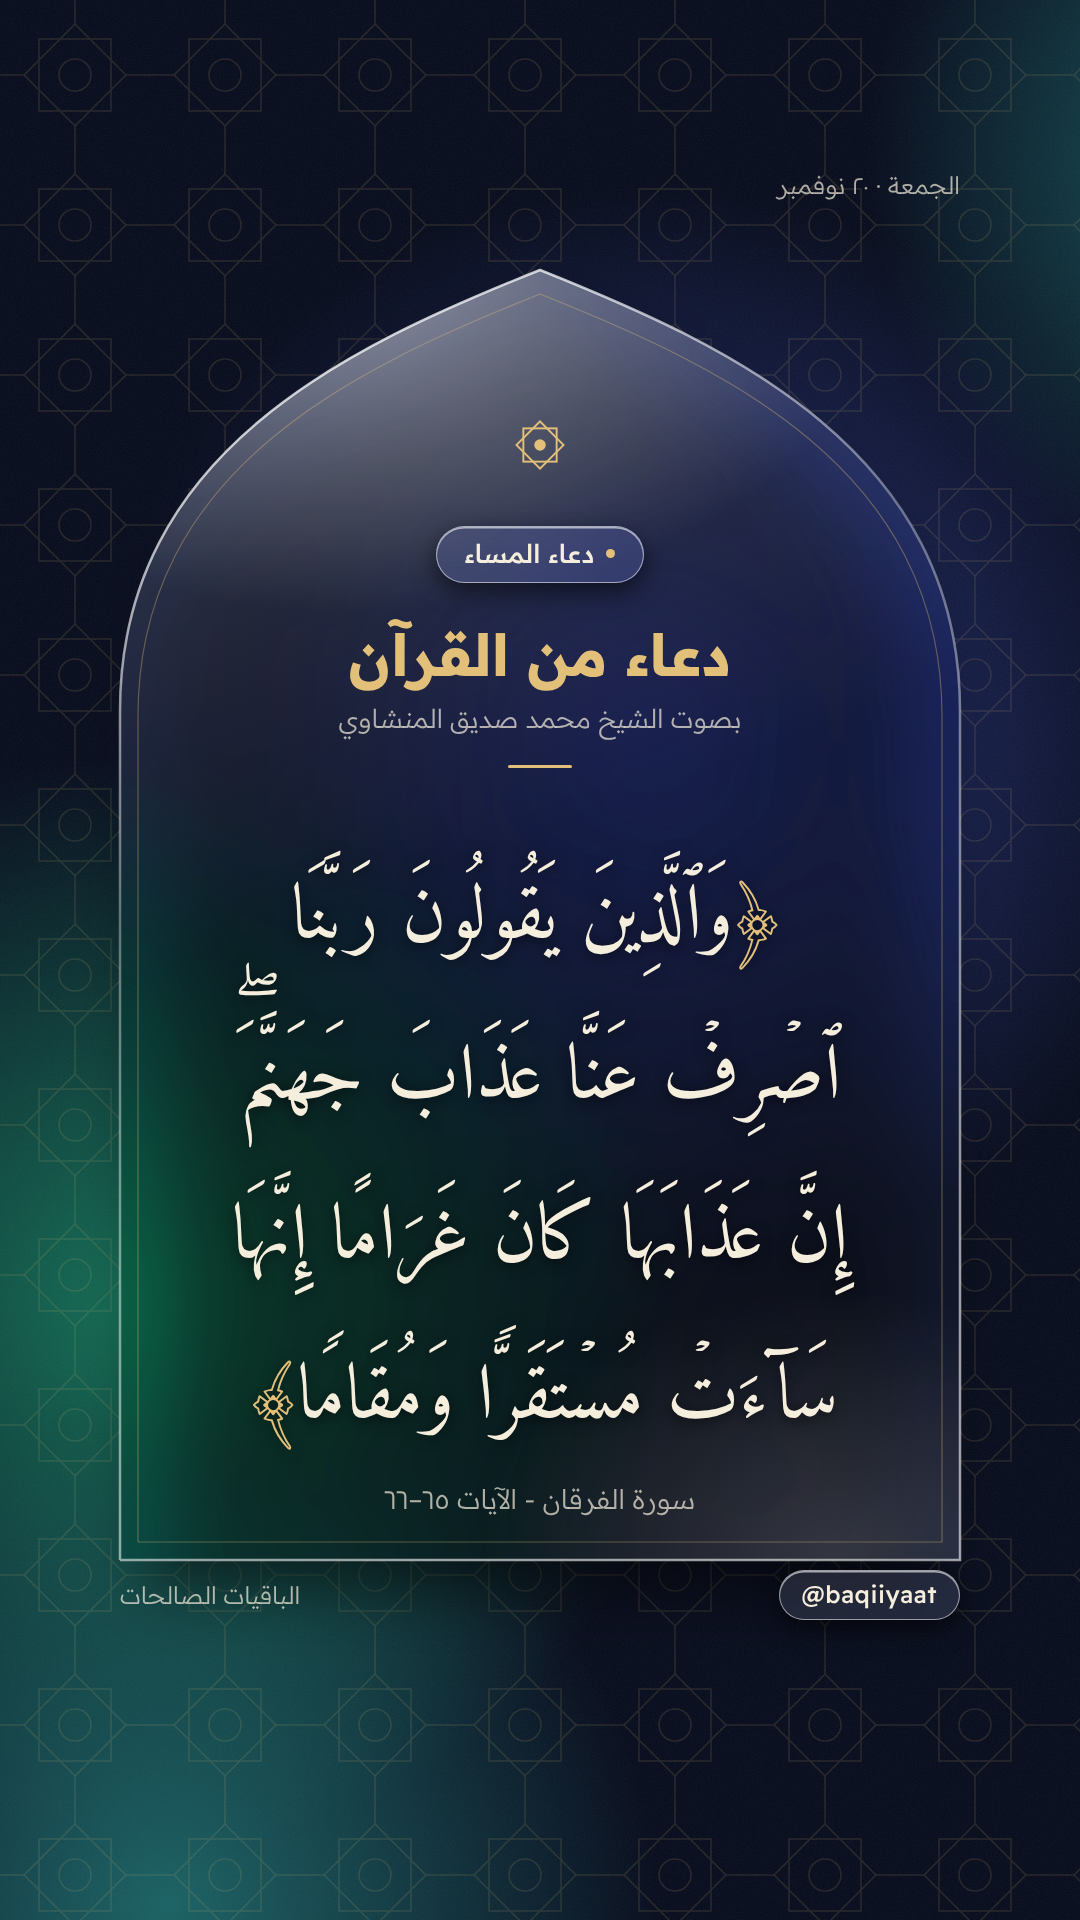 الجمعة · ٢٠ نوفمبر
دعاء المساء
دعاء من القرآن
بصوت الشيخ محمد صديق المنشاوي
﴿وَٱلَّذِينَ يَقُولُونَ رَبَّنَا
ٱصْرِفْ عَنَّا عَذَابَ جَهَنَّمَۖ
إِنَّ عَذَابَهَا كَانَ غَرَامًا إِنَّهَا
سَآءَتْ مُسْتَقَرًّا وَمُقَامًا﴾
سورة الفرقان - الآيات ٦٥–٦٦
@baqiiyaat
الباقيات الصالحات